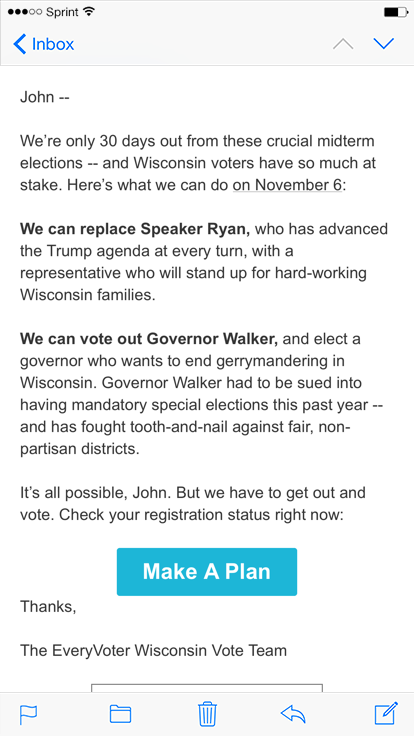 Sprint
Inbox
John --
We're only 30 days out from these crucial midterm
elections -- and Wisconsin voters have so much at
stake. Here's what we can do on November 6:
We can replace Speaker Ryan, who has advanced
the Trump agenda at every turn, with a
representative who will stand up for hard-working
Wisconsin families.
We can vote out Governor Walker, and elect a
governor who wants to end gerrymandering in
Wisconsin. Governor Walker had to be sued into
having mandatory special elections this past year --
and has fought tooth-and-nail against fair, non-
partisan districts.
It's all possible, John. But we have to get out and
vote. Check your registration status right now:
Make A Plan
Thanks,
The EveryVoter Wisconsin Vote Team